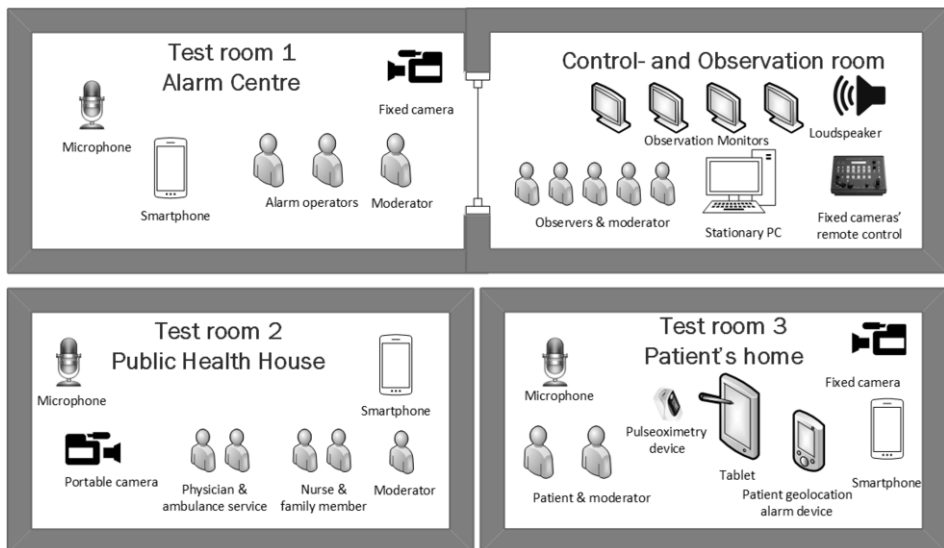 Test room 1
Alarm Centre
Fixed camera
Microphone
Smartphone
Alarm operators
Moderator
Control- and Observation room
Observation Monitors
Loudspeaker
Observers & moderator
Stationary PC
Fixed cameras'
remote control
Test room 2
Public Health House
Microphone
Smartphone
Portable camera
Physician &
ambulance service
Nurse &
family member
Moderator
Test room 3
Patient's home
Fixed camera
Microphone
Pulseoximetry
device
Tablet
Patient & moderator
Patient geolocation
alarm device
Smartphone